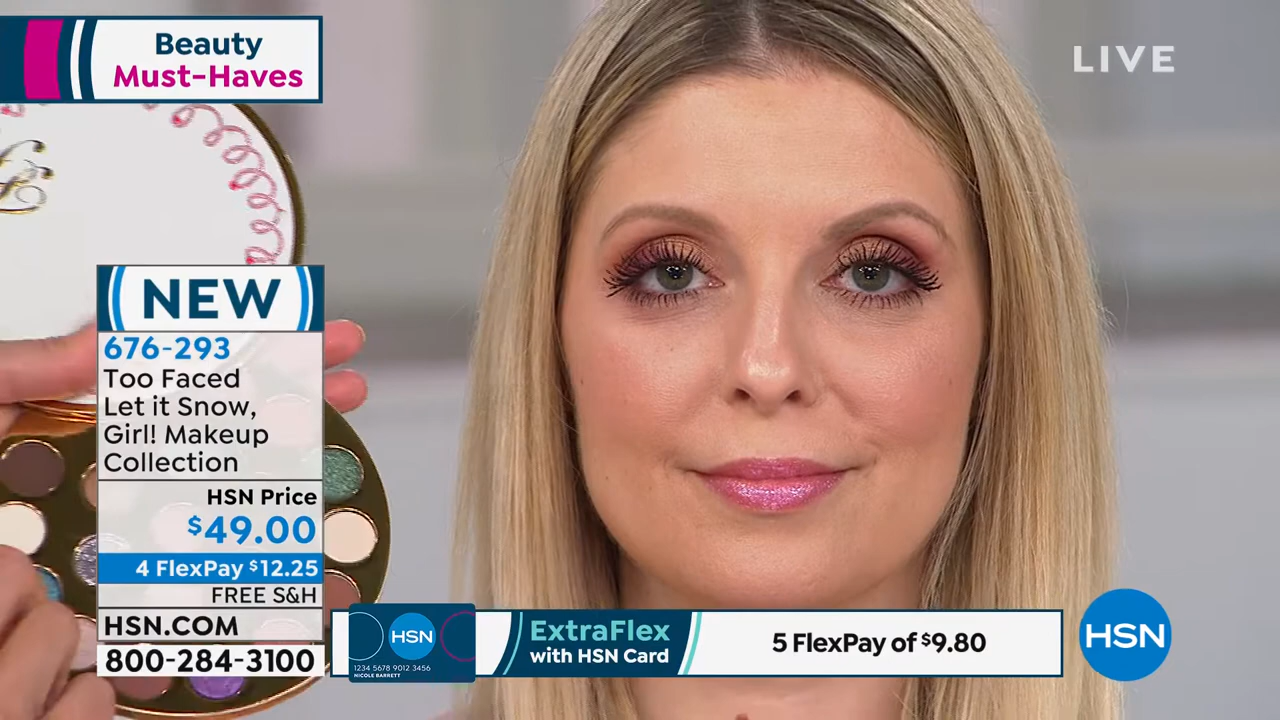 Beauty
Must-Haves
LIVE
NEW
676-293
Too Faced
Let it Snow,
Girl! Makeup
Collection
HSN Price
$49.00
4 FlexPay $12.25
FREE S&H
HSN.COM
800-284-3100
HSN
1234 5678 9012 3456
NICOLE BARRETT
ExtraFlex
with HSN Card
5 FlexPay of $9.80
HSN